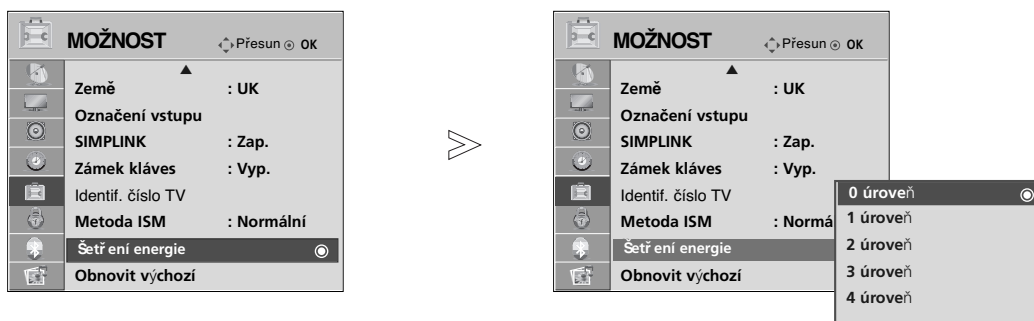 MOŽNOST Přesun OK
Země : UK
Označení vstupu
SIMPLINK : Zap.
Zámek kláves : Vyp.
Identif. číslo TV
Metoda ISM : Normální
Šetření energie
Obnovit výchozí
MOŽNOST Přesun OK
Země : UK
Označení vstupu
SIMPLINK : Zap.
Zámek kláves : Vyp.
Identif. číslo TV
Metoda ISM : Normá
Šetření energie
Obnovit výchozí
0 úroveň
1 úroveň
2 úroveň
3 úroveň
4 úroveň